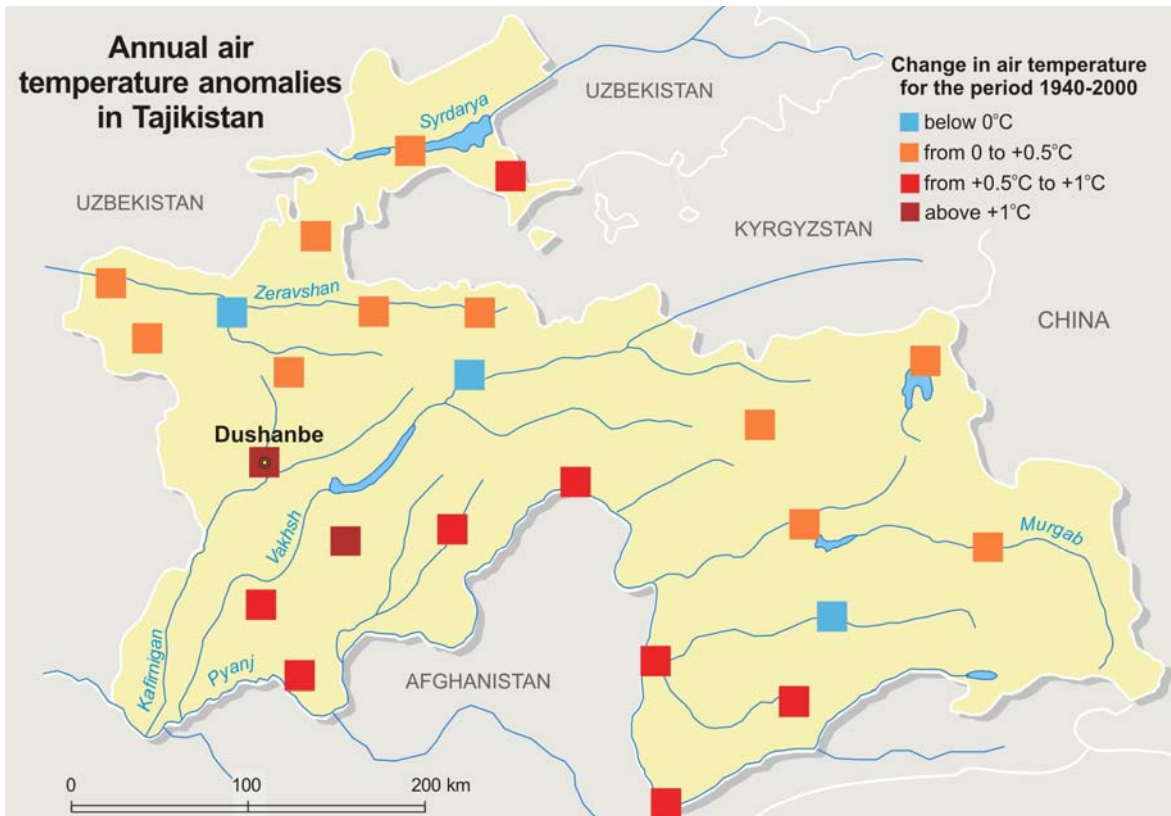 Annual air
temperature anomalies
in Tajikistan
Change in air temperature
for the period 1940-2000
below 0°C
from 0 to +0.5°C
from +0.5°C to +1°C
above +1°C
UZBEKISTAN
Syrdarya
UZBEKISTAN
KYRGYZSTAN
Zeravshan
CHINA
Dushanbe
Vakhsh
Murgab
Kafirnigan
Pyanj
AFGHANISTAN
0 100 200 km